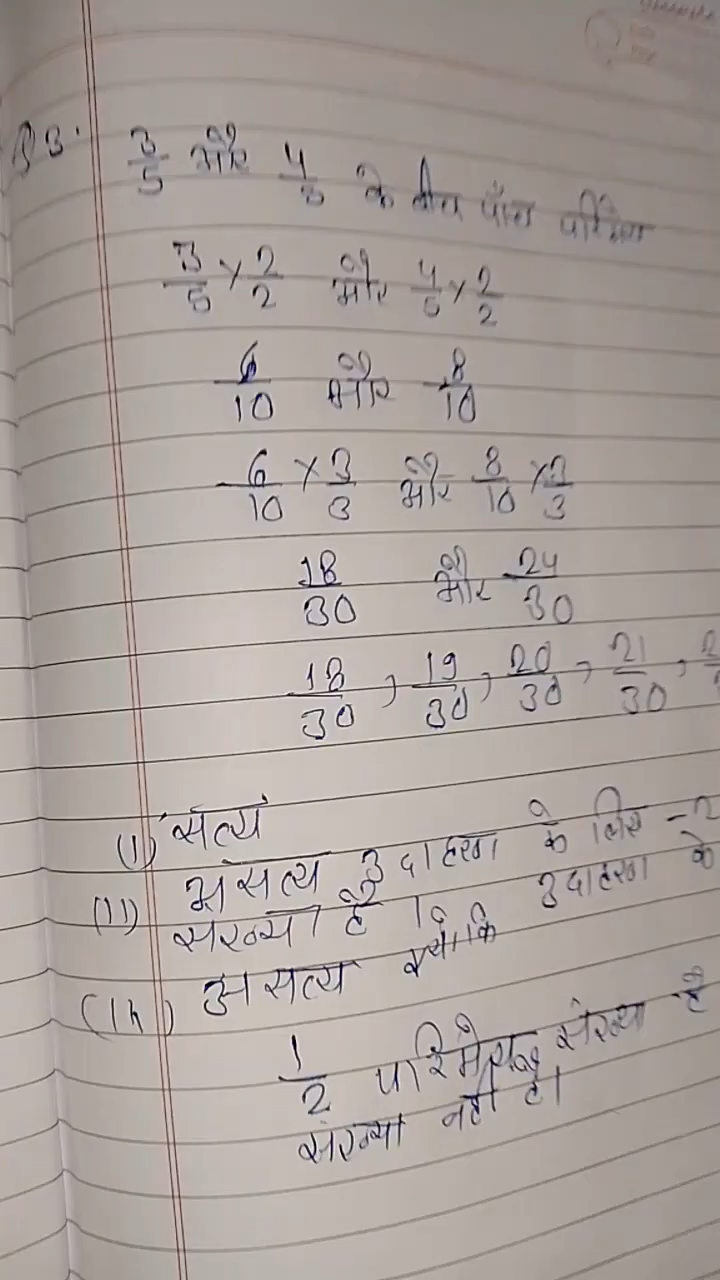 Q3. 3/5 और 4/5 के बीच पाँच परिमेय
3/5 × 2/2 और 4/5 × 2/2
6/10 और 8/10
6/10 × 3/3 और 8/10 × 3/3
18/30 और 24/30
18/30, 19/30, 20/30, 21/30,
(i) सत्य
(ii) असत्य उदाहरण के लिए -2
संख्या है।
(iii) असत्य क्योंकि उदाहरण के
1/2 परिमेय संख्या है
संख्या नहीं है।